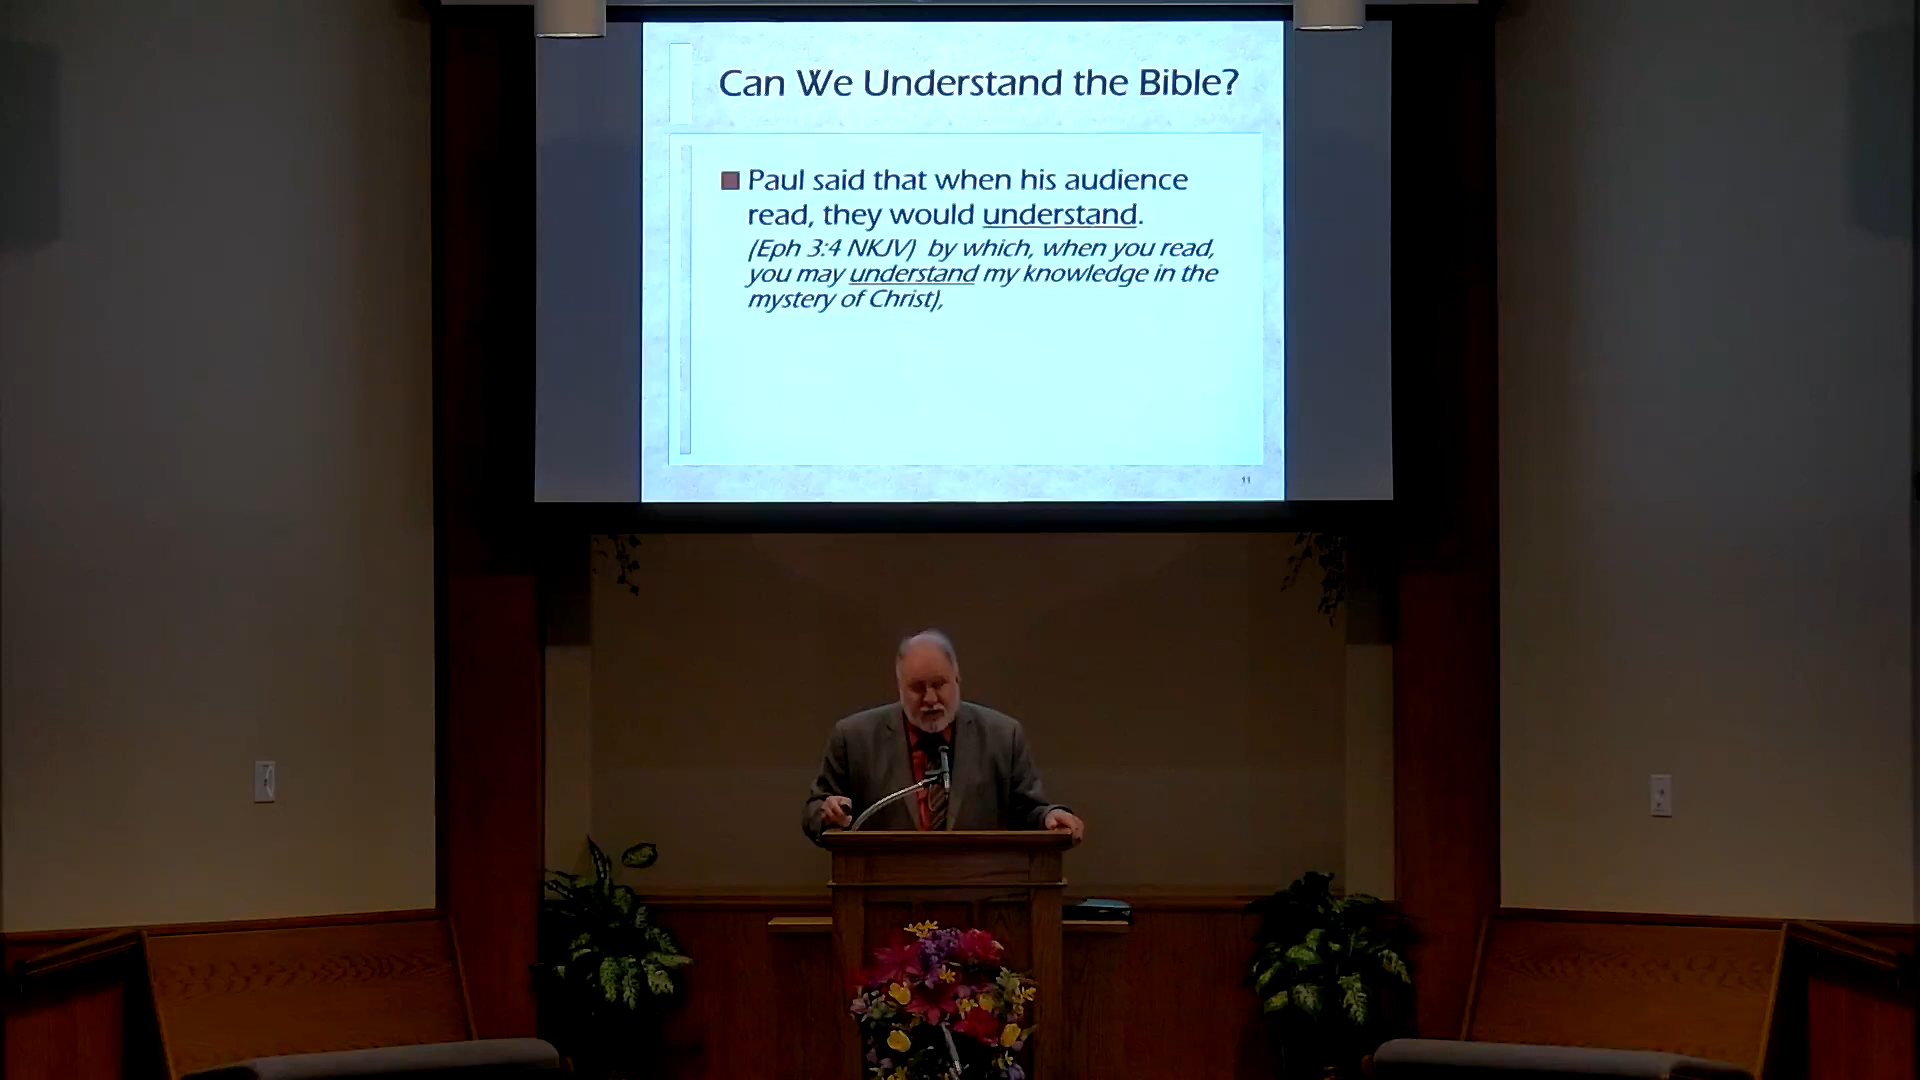 Can We Understand the Bible?
Paul said that when his audience
read, they would understand.
(Eph 3:4 NKJV) by which, when you read,
you may understand my knowledge in the
mystery of Christ),
11